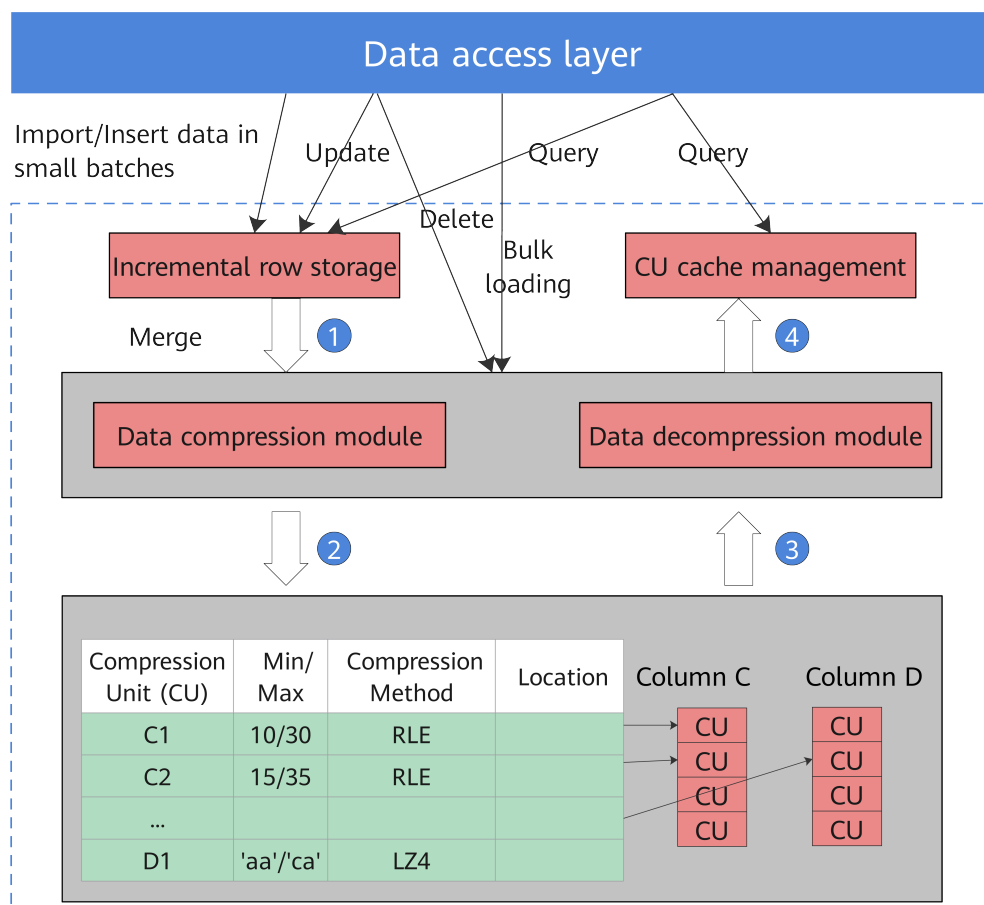 Data access layer
Import/Insert data in
small batches
Update
Query
Query
Delete
Bulk
loading
Incremental row storage
CU cache management
Merge
1
4
Data compression module
Data decompression module
2
3
Compression
Unit (CU)
Min/
Max
Compression
Method
Location
Column C
Column D
C1
10/30
RLE
CU
CU
C2
15/35
RLE
CU
CU
...
CU
CU
D1
'aa'/'ca'
LZ4
CU
CU